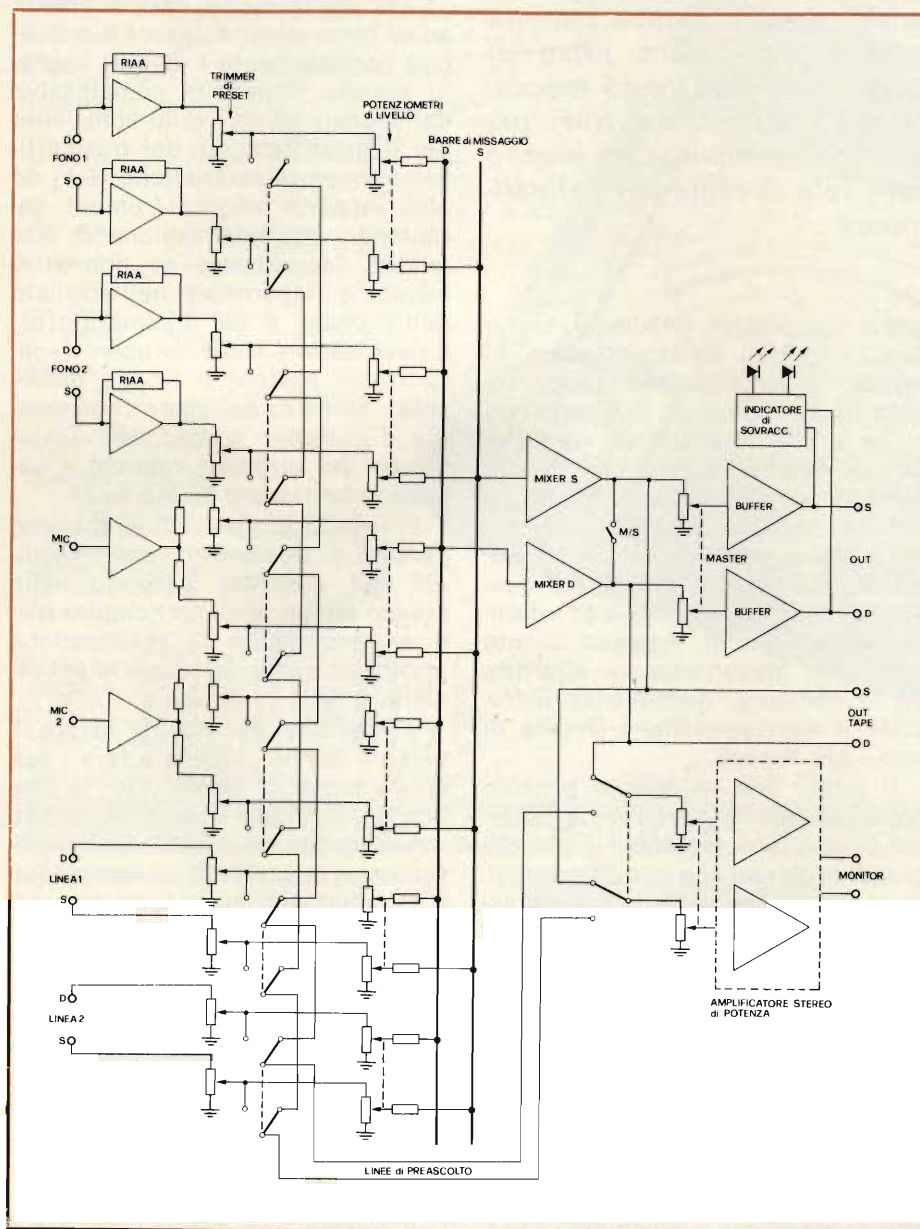 RIAA
TRIMMER
di
PRESET
POTENZIOMETRI
di LIVELLO
BARRE di MISSAGGIO
D S
D
FONO 1
S
RIAA
RIAA
D
FONO 2
S
RIAA
MIC
1
MIC
2
D
LINEA 1
S
D
LINEA 2
S
MIXER S
MIXER D
M/S
MASTER
INDICATORE
di
SOVRACC.
BUFFER
BUFFER
S
OUT
D
S
OUT
TAPE
D
MONITOR
AMPLIFICATORE STEREO
di POTENZA
LINEE di PREASCOLTO